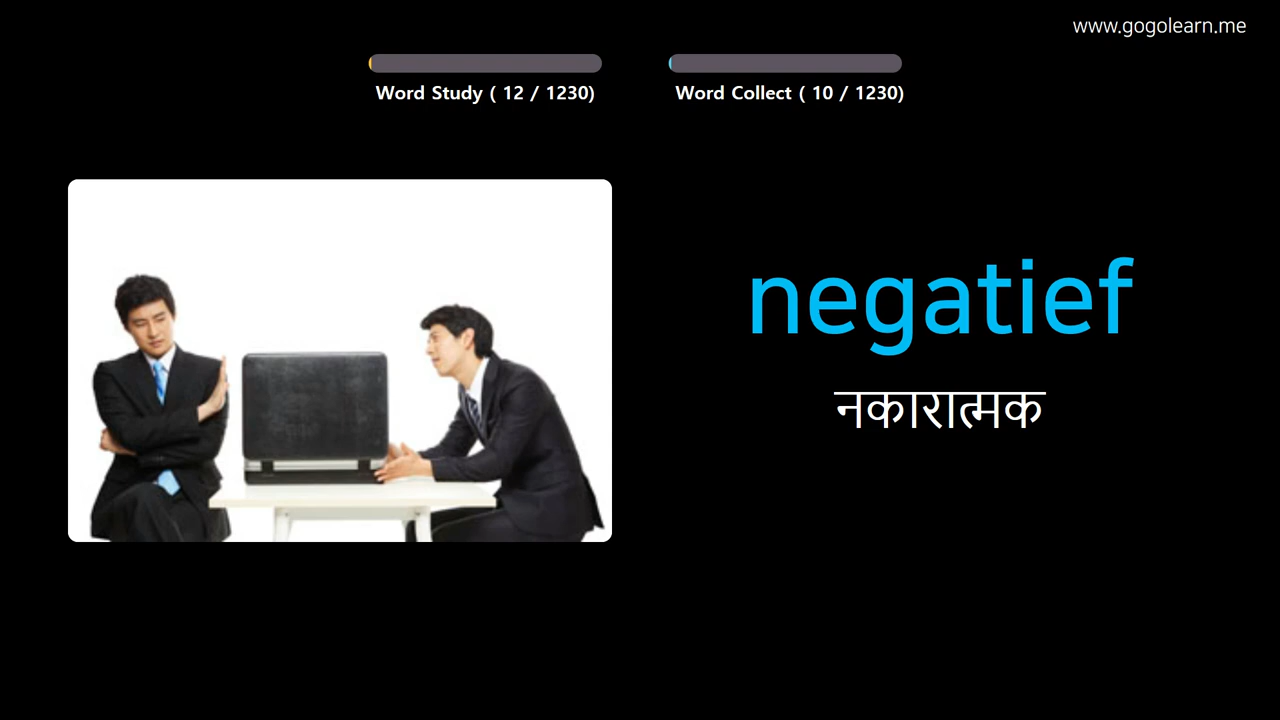 www.gogolearn.me
Word Study ( 12 / 1230)
Word Collect ( 10 / 1230)
negatief
नकारात्मक